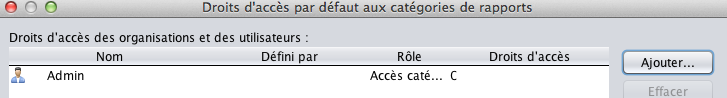 Droits d'accès par défaut aux catégories de rapports
Droits d'accès des organisations et des utilisateurs :
Nom Défini par Rôle Droits d'accès
Admin Accès caté... C
Ajouter...
Effacer